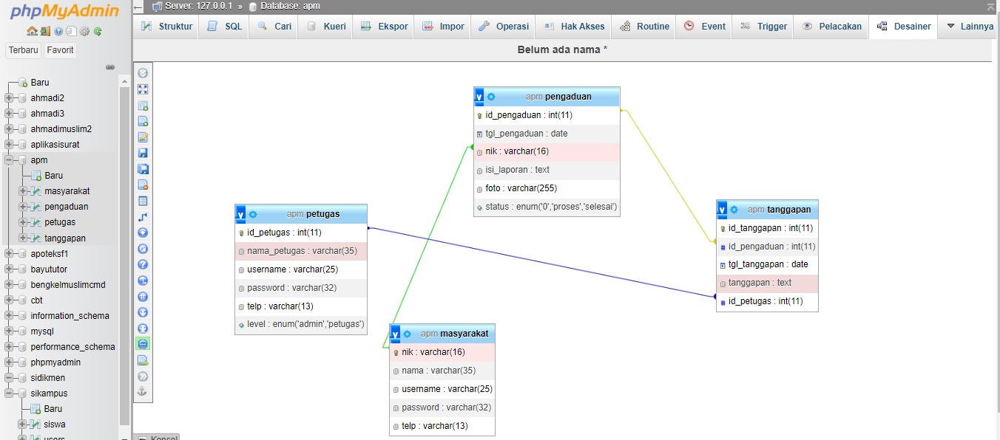 phpMyAdmin
Terbaru Favorit
Baru
ahmadi2
ahmadi3
ahmadimuslim2
aplikasisurat
apm
Baru
masyarakat
pengaduan
petugas
tanggapan
apoteksf1
bayututor
bengkelmuslimcmd
cbt
information_schema
mysql
performance_schema
phpmyadmin
sidikmen
sikampus
Baru
siswa
users
Server: 127.0.0.1 » Database: apm
Struktur SQL Cari Kueri Ekspor Impor Operasi Hak Akses Routine Event Trigger Pelacakan Desainer Lainnya
Belum ada nama *
v apm pengaduan
id_pengaduan : int(11)
tgl_pengaduan : date
nik : varchar(16)
isi_laporan : text
foto : varchar(255)
status : enum('0','proses','selesai')
v apm petugas
id_petugas : int(11)
nama_petugas : varchar(35)
username : varchar(25)
password : varchar(32)
telp : varchar(13)
level : enum('admin','petugas')
v apm tanggapan
id_tanggapan : int(11)
# id_pengaduan : int(11)
tgl_tanggapan : date
tanggapan : text
# id_petugas : int(11)
v apm masyarakat
nik : varchar(16)
nama : varchar(35)
username : varchar(25)
password : varchar(32)
telp : varchar(13)
Konsol